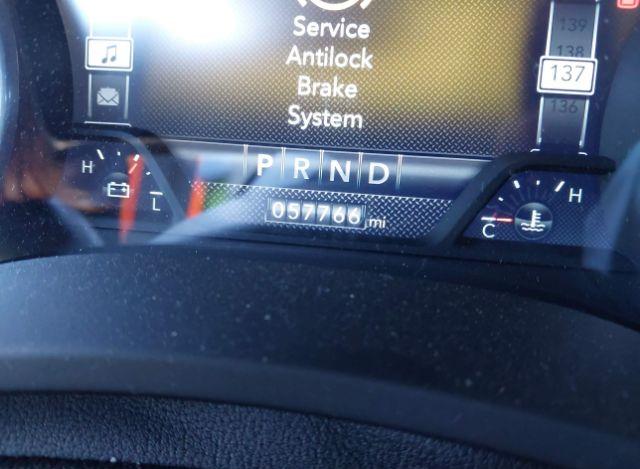 Service
Antilock
Brake
System
139
138
137
136
P R N D
H
L
057766 mi
H
C